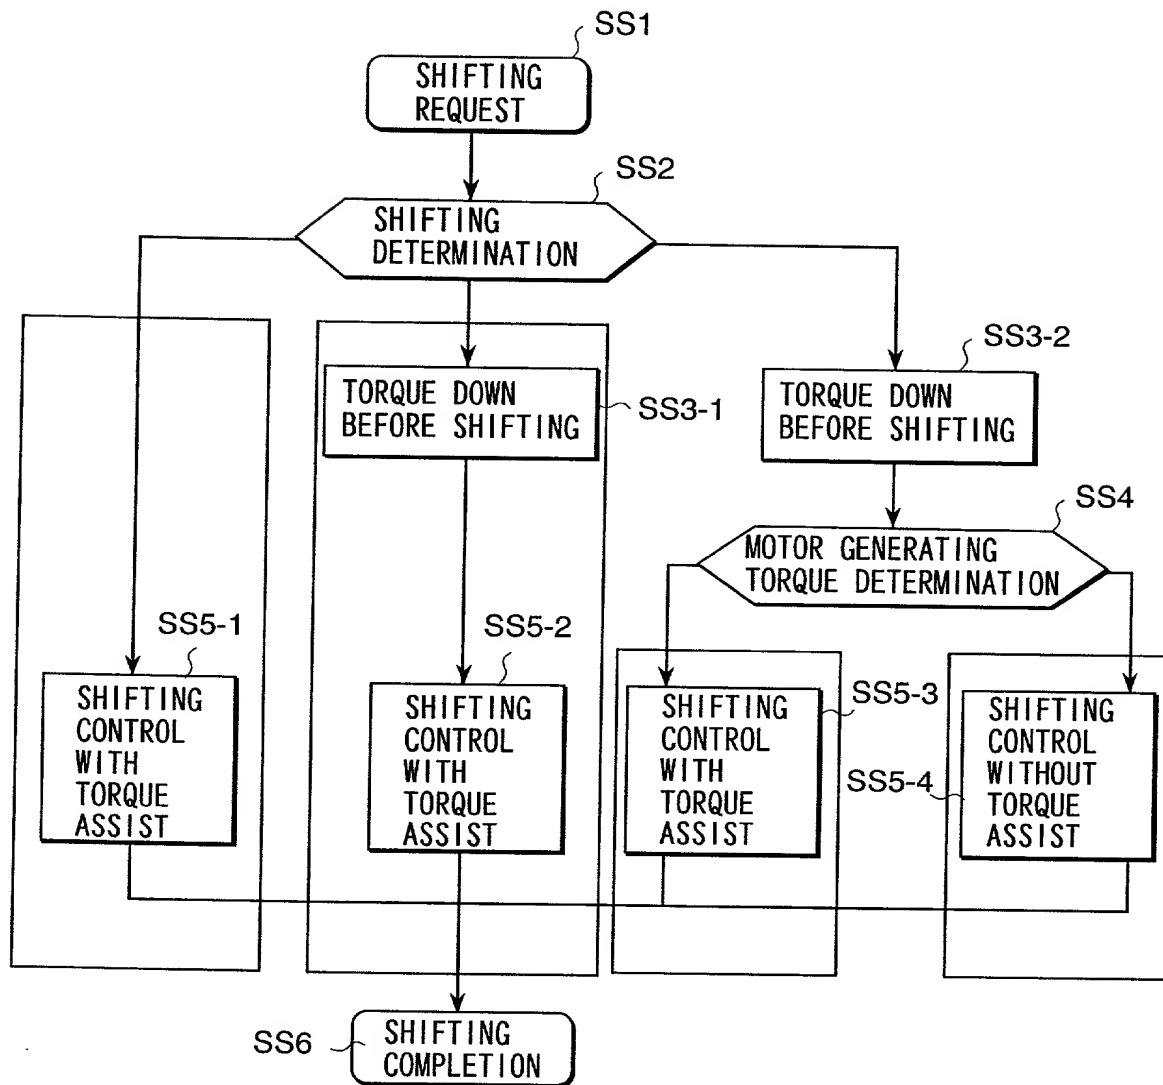 SS1
SHIFTING
REQUEST
SS2
SHIFTING
DETERMINATION
SS3-2
TORQUE DOWN
BEFORE SHIFTING
SS3-1
TORQUE DOWN
BEFORE SHIFTING
SS4
MOTOR GENERATING
TORQUE DETERMINATION
SS5-1
SHIFTING
CONTROL
WITH
TORQUE
ASSIST
SS5-2
SHIFTING
CONTROL
WITH
TORQUE
ASSIST
SS5-3
SHIFTING
CONTROL
WITH
TORQUE
ASSIST
SS5-4
SHIFTING
CONTROL
WITHOUT
TORQUE
ASSIST
SS6
SHIFTING
COMPLETION